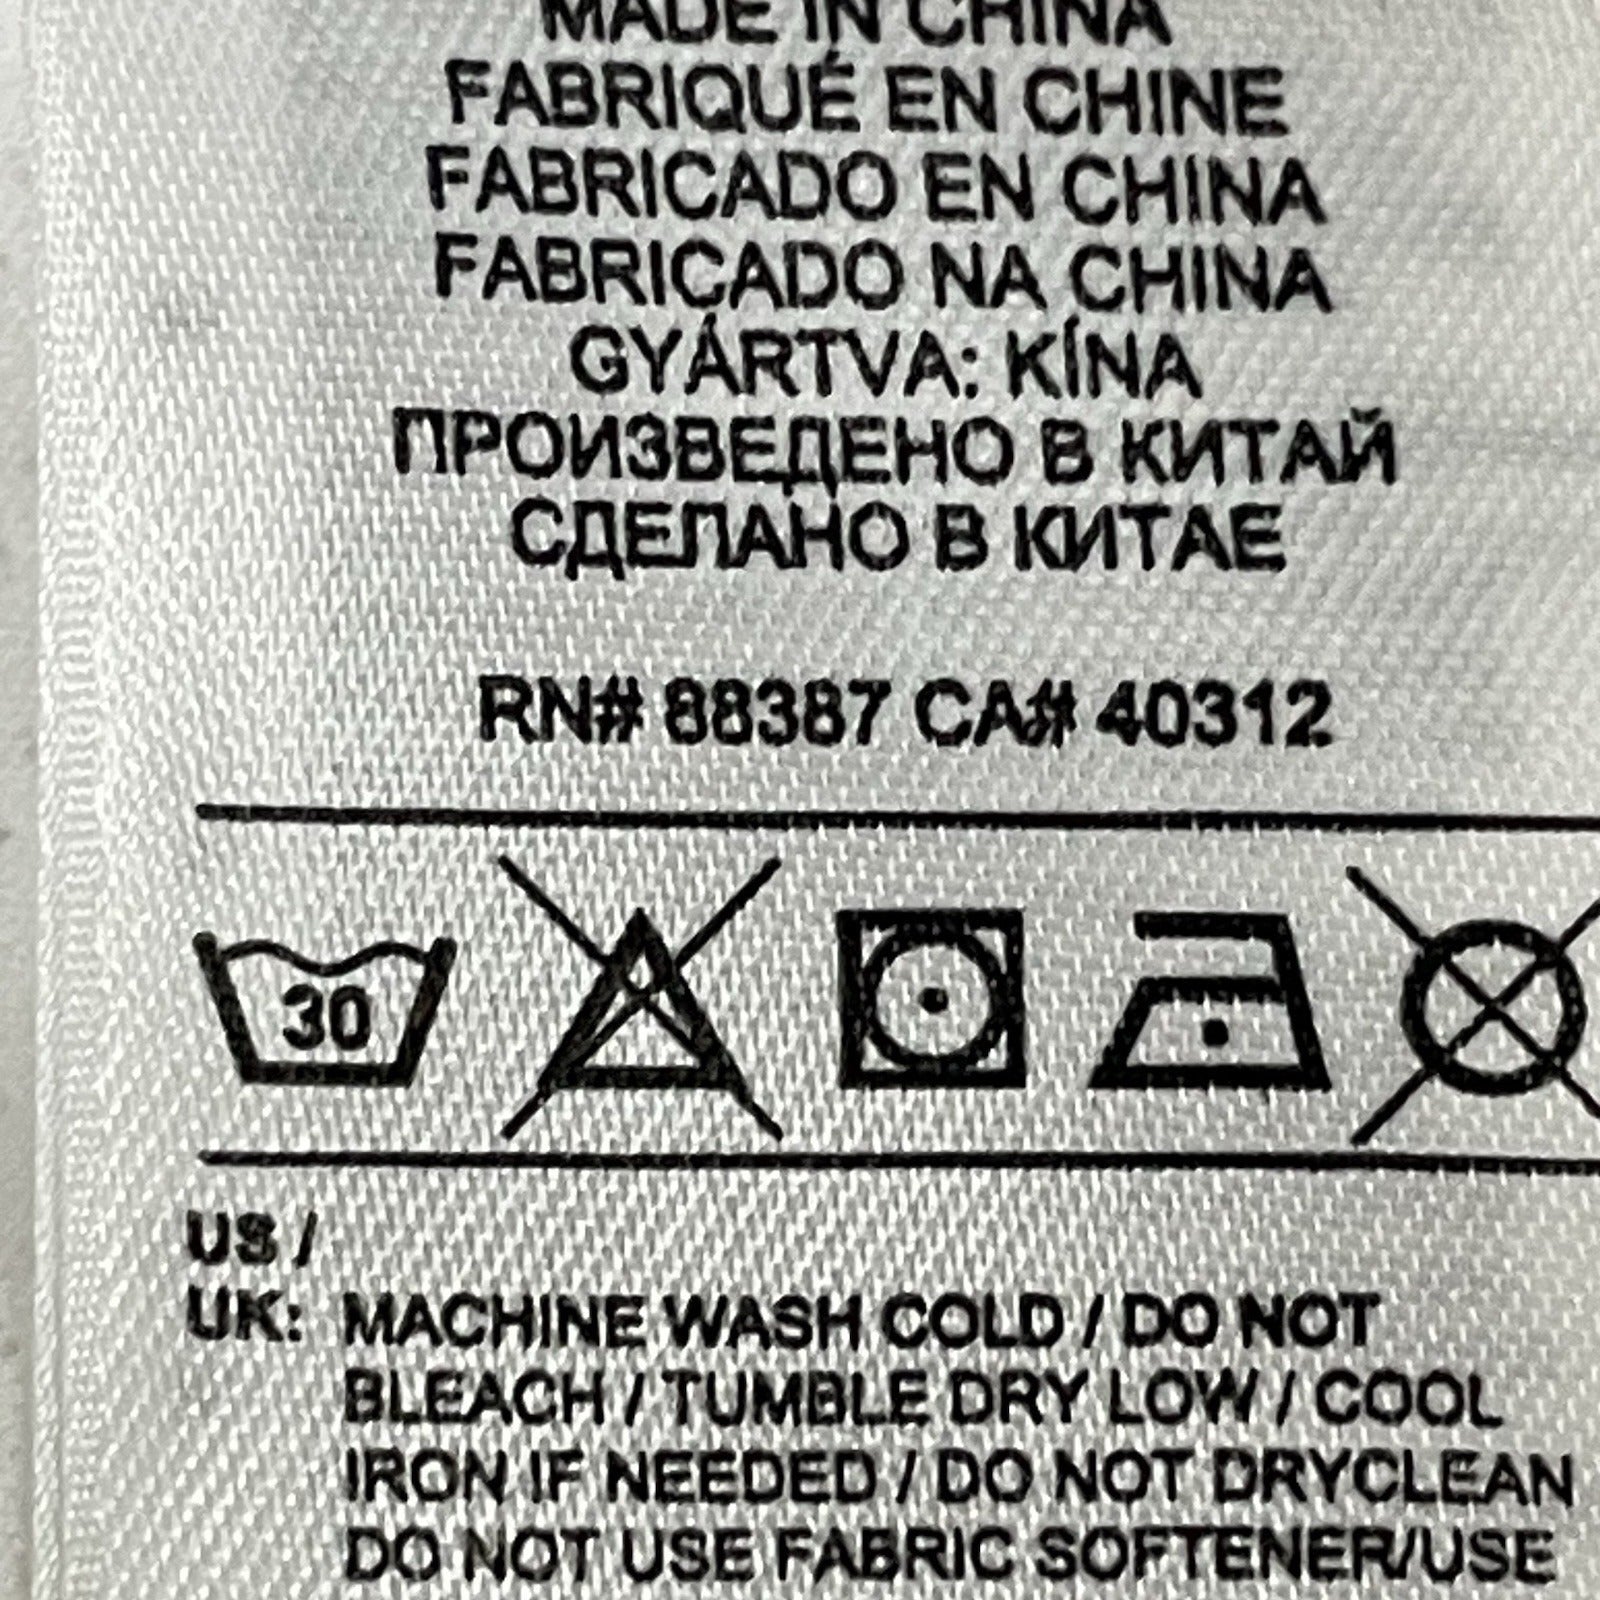 MADE IN CHINA
FABRIQUÉ EN CHINE
FABRICADO EN CHINA
FABRICADO NA CHINA
GYÁRTVA: KÍNA
ПРОИЗВЕДЕНО В КИТАЙ
СДЕЛАНО В КИТАЕ
RN# 88387 CA# 40312
30
US /
UK: MACHINE WASH COLD / DO NOT
BLEACH / TUMBLE DRY LOW / COOL
IRON IF NEEDED / DO NOT DRYCLEAN
DO NOT USE FABRIC SOFTENER/USE